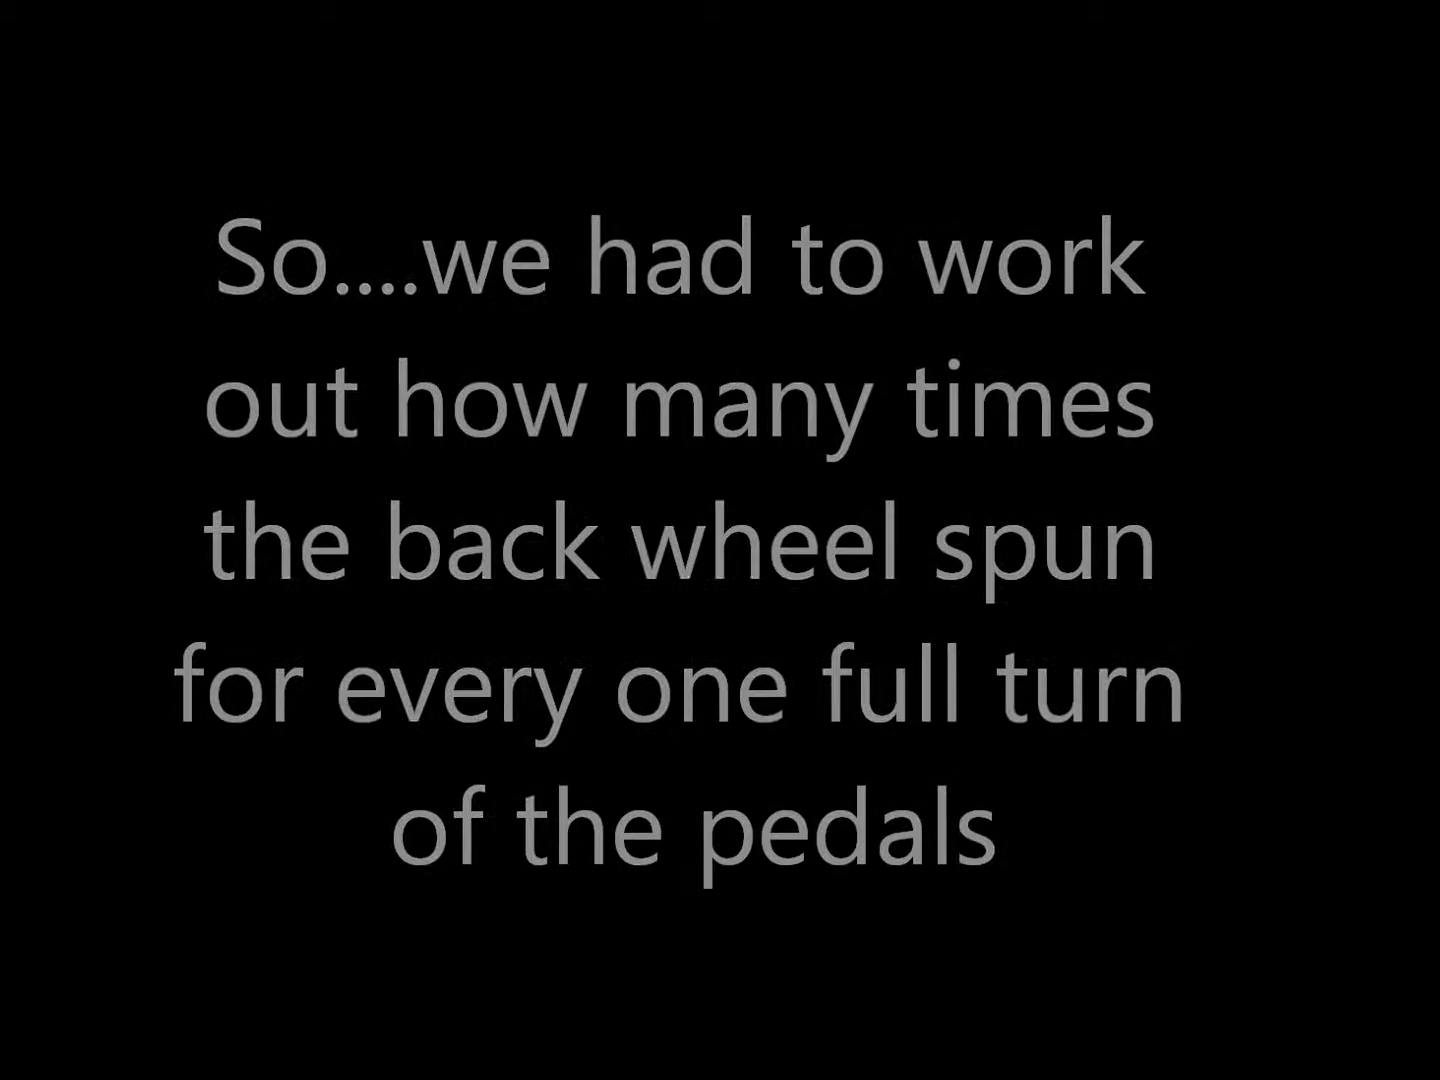 So....we had to work
out how many times
the back wheel spun
for every one full turn
of the pedals